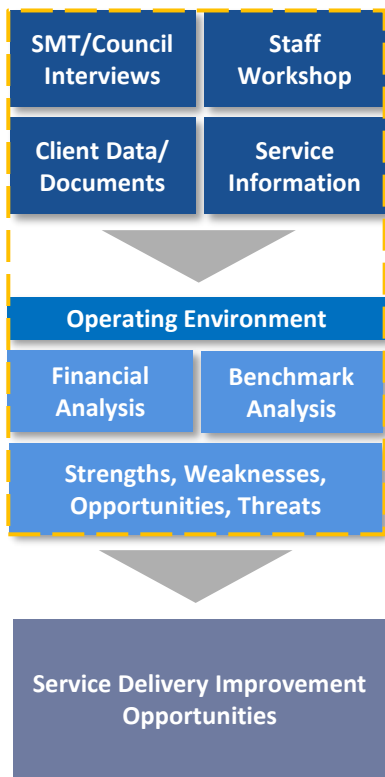 SMT/Council
Interviews
Staff
Workshop
Client Data/
Documents
Service
Information
Operating Environment
Financial
Analysis
Benchmark
Analysis
Strengths, Weaknesses,
Opportunities, Threats
Service Delivery Improvement
Opportunities